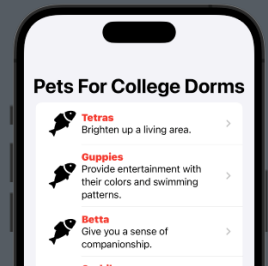 Pets For College Dorms
Tetras
Brighten up a living area.
Guppies
Provide entertainment with
their colors and swimming
patterns.
Betta
Give you a sense of
companionship.